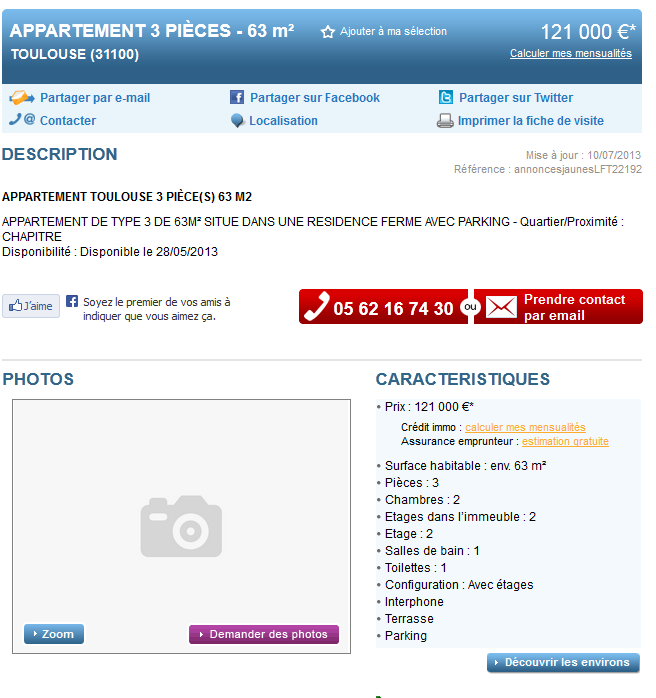 APPARTEMENT 3 PIÈCES - 63 m²
Ajouter à ma sélection
121 000 €*
TOULOUSE (31100)
Calculer mes mensualités
Partager par e-mail
Partager sur Facebook
Partager sur Twitter
Contacter
Localisation
Imprimer la fiche de visite
DESCRIPTION
Mise à jour : 10/07/2013
Référence : annoncesjaunesLFT22192
APPARTEMENT TOULOUSE 3 PIÈCE(S) 63 M2
APPARTEMENT DE TYPE 3 DE 63M² SITUE DANS UNE RESIDENCE FERME AVEC PARKING - Quartier/Proximité :
CHAPITRE
Disponibilité : Disponible le 28/05/2013
J'aime
Soyez le premier de vos amis à
indiquer que vous aimez ça.
05 62 16 74 30
ou
Prendre contact
par email
PHOTOS
Zoom
Demander des photos
CARACTERISTIQUES
• Prix : 121 000 €*
Crédit immo : calculer mes mensualités
Assurance emprunteur : estimation gratuite
• Surface habitable : env. 63 m²
• Pièces : 3
• Chambres : 2
• Etages dans l'immeuble : 2
• Etage : 2
• Salles de bain : 1
• Toilettes : 1
• Configuration : Avec étages
• Interphone
• Terrasse
• Parking
Découvrir les environs